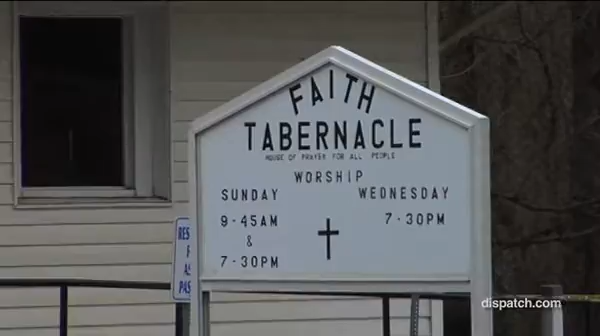 FAITH
TABERNACLE
HOUSE OF PRAYER FOR ALL PEOPLE
WORSHIP
SUNDAY WEDNESDAY
9-45AM 7-30PM
&
7-30PM
RES
dispatch.com